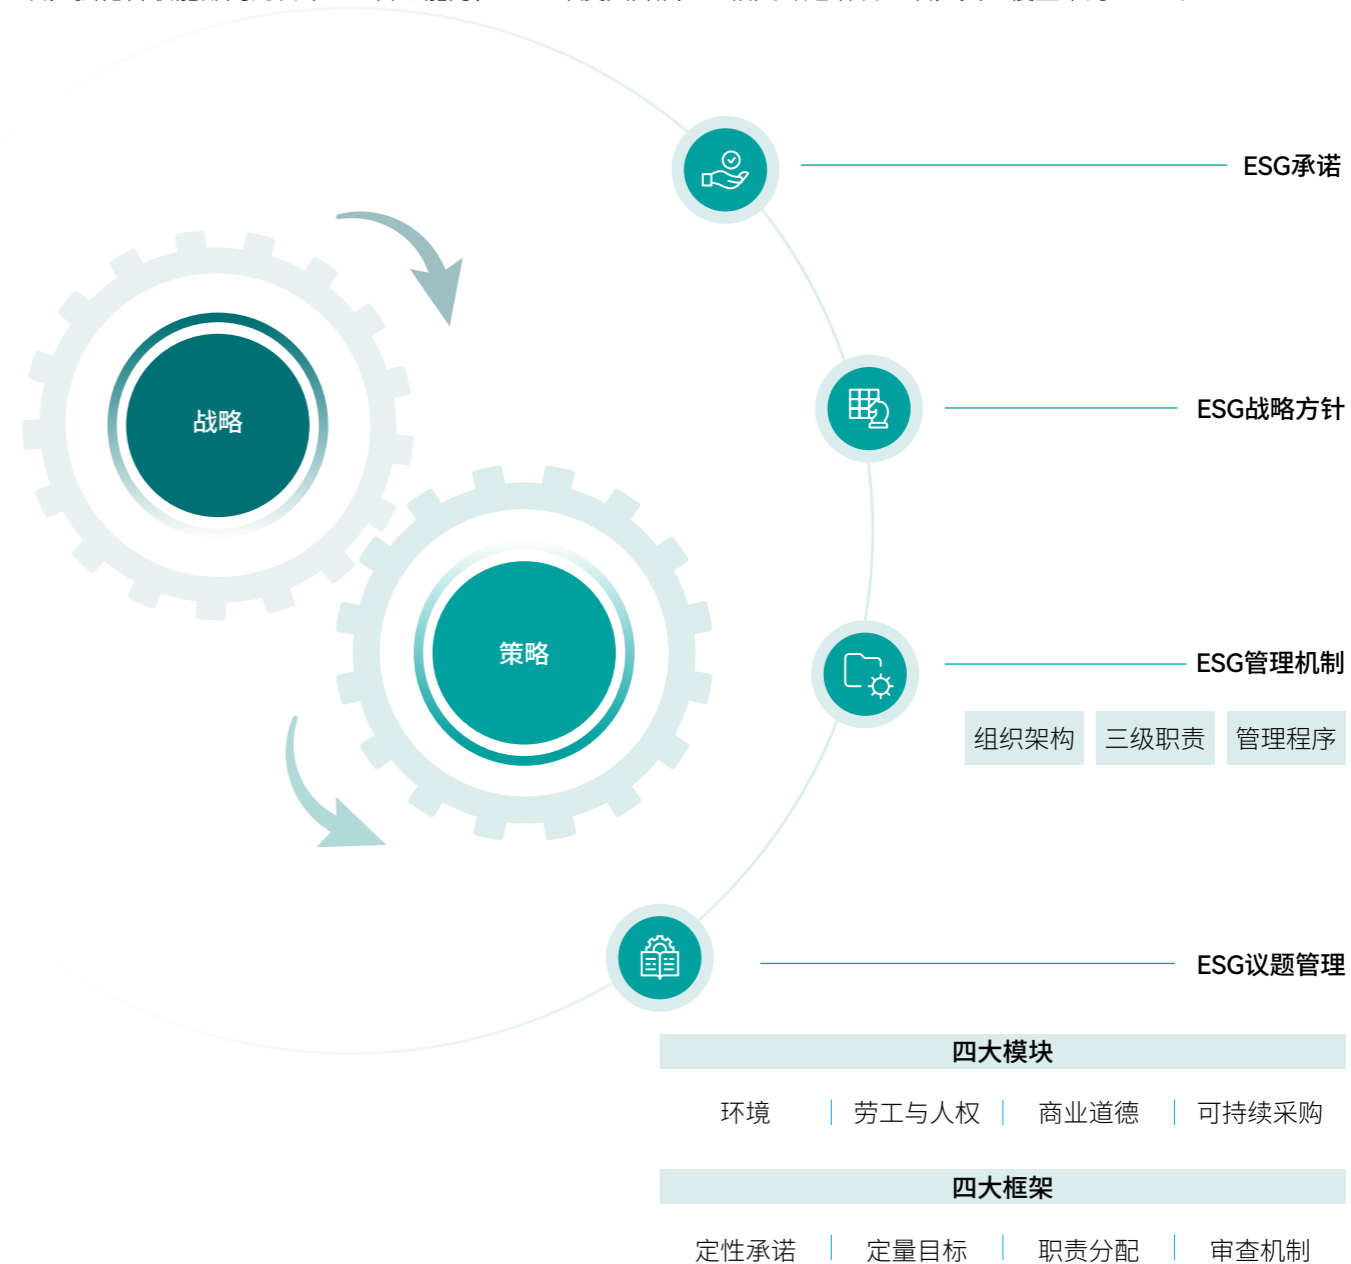 ESG承诺
战略
ESG战略方针
策略
ESG管理机制
组织架构 三级职责 管理程序
ESG议题管理
四大模块
环境 劳工与人权 商业道德 可持续采购
四大框架
定性承诺 定量目标 职责分配 审查机制